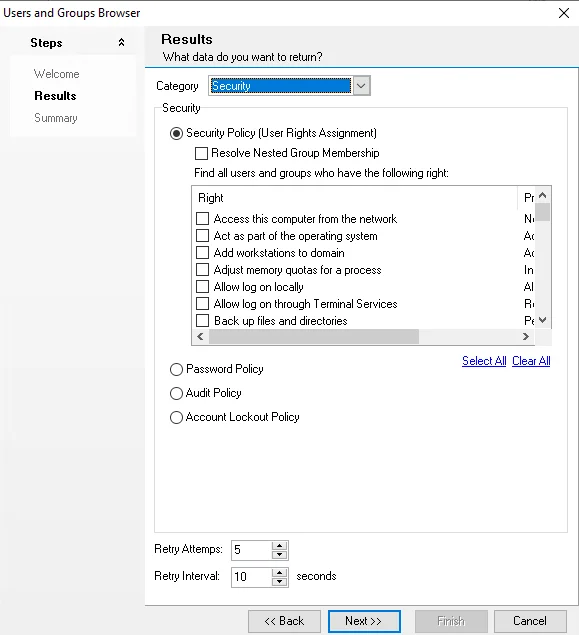 Users and Groups Browser
Steps
Welcome
Results
Summary
Results
What data do you want to return?
Category Security
Security
Security Policy (User Rights Assignment)
Resolve Nested Group Membership
Find all users and groups who have the following right:
Right Pr
Access this computer from the network Ne
Act as part of the operating system Ac
Add workstations to domain Ac
Adjust memory quotas for a process In
Allow log on locally Al
Allow log on through Terminal Services Re
Back up files and directories Pe
Select All Clear All
Password Policy
Audit Policy
Account Lockout Policy
Retry Attemps: 5
Retry Interval: 10 seconds
<< Back Next >> Finish Cancel